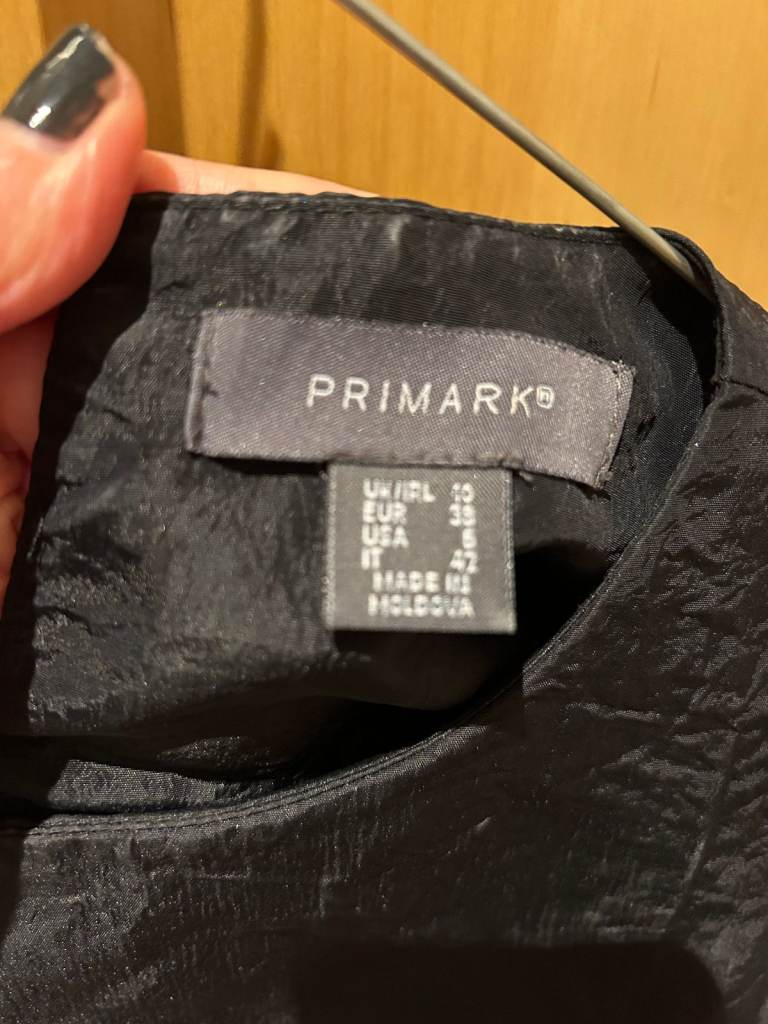 PRIMARK®
UK/IRL 10
EUR 38
USA 6
IT 42
MADE IN
MOLDOVA